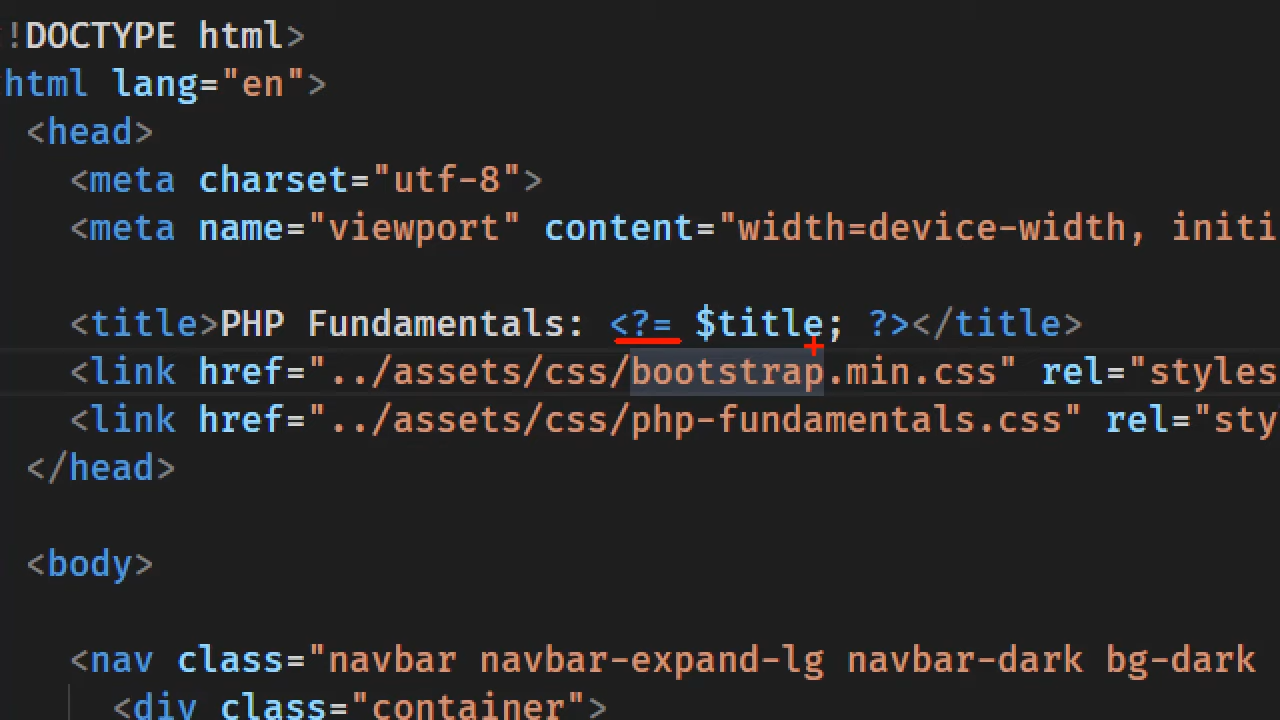 !DOCTYPE html>
html lang="en">
<head>
<meta charset="utf-8">
<meta name="viewport" content="width=device-width, initi
<title>PHP Fundamentals: <?= $title; ?></title>
<link href="../assets/css/bootstrap.min.css" rel="styles
<link href="../assets/css/php-fundamentals.css" rel="sty
</head>
<body>
<nav class="navbar navbar-expand-lg navbar-dark bg-dark
<div class="container">